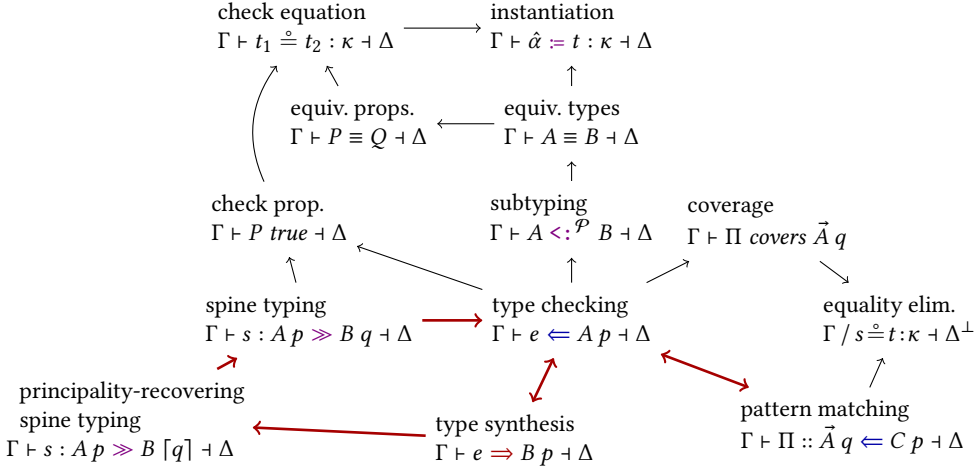 check equation
Γ ⊢ t₁ ≗ t₂ : κ ⊣ Δ
instantiation
Γ ⊢ α̂ := t : κ ⊣ Δ
equiv. props.
Γ ⊢ P ≡ Q ⊣ Δ
equiv. types
Γ ⊢ A ≡ B ⊣ Δ
check prop.
Γ ⊢ P true ⊣ Δ
subtyping
Γ ⊢ A <:^𝒫 B ⊣ Δ
coverage
Γ ⊢ Π covers A⃗ q
spine typing
Γ ⊢ s : A p ≫ B q ⊣ Δ
type checking
Γ ⊢ e ⇐ A p ⊣ Δ
equality elim.
Γ / s ≗ t : κ ⊣ Δ^⊥
principality-recovering
spine typing
Γ ⊢ s : A p ≫ B ⌈q⌉ ⊣ Δ
type synthesis
Γ ⊢ e ⇒ B p ⊣ Δ
pattern matching
Γ ⊢ Π :: A⃗ q ⇐ C p ⊣ Δ